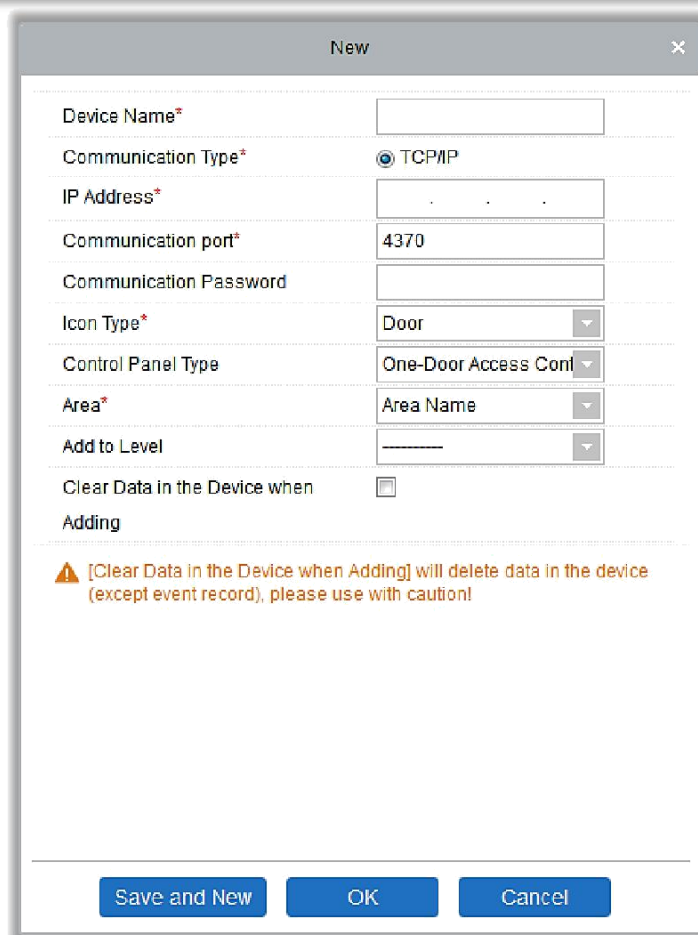 New
Device Name*
Communication Type* TCP/IP
IP Address* . . .
Communication port* 4370
Communication Password
Icon Type* Door
Control Panel Type One-Door Access Cont
Area* Area Name
Add to Level ----------
Clear Data in the Device when
Adding
[Clear Data in the Device when Adding] will delete data in the device
(except event record), please use with caution!
Save and New OK Cancel